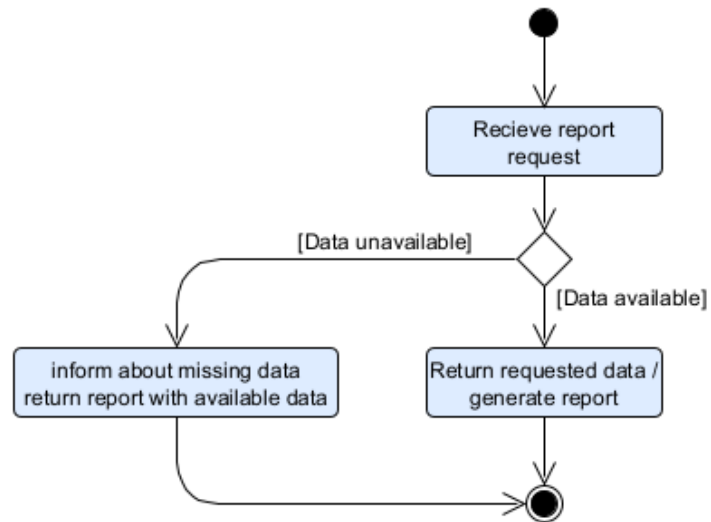 Recieve report
request
[Data unavailable]
[Data available]
inform about missing data
return report with available data
Return requested data /
generate report